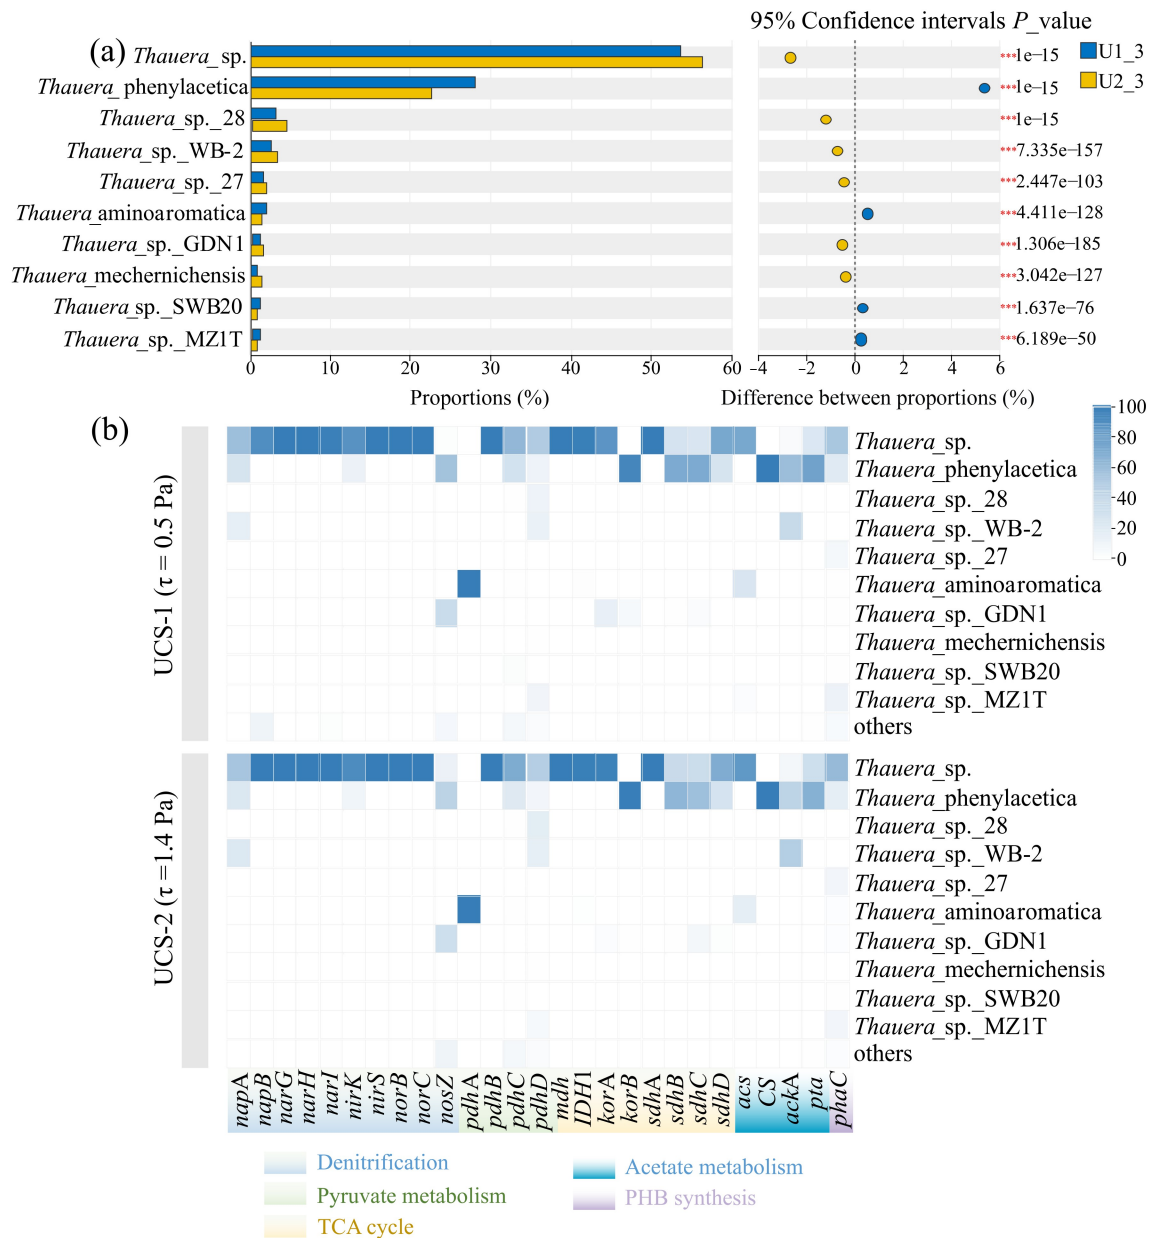 95% Confidence intervals P_value
(a)
Thauera_sp.
Thauera_phenylacetica
Thauera_sp._28
Thauera_sp._WB-2
Thauera_sp._27
Thauera_aminoaromatica
Thauera_sp._GDN1
Thauera_mechernichensis
Thauera_sp._SWB20
Thauera_sp._MZ1T
***1e−15
***1e−15
***1e−15
***7.335e−157
***2.447e−103
***4.411e−128
***1.306e−185
***3.042e−127
***1.637e−76
***6.189e−50
U1_3
U2_3
0 10 20 30 40 50 60
−4 −2 0 2 4 6
Proportions (%)
Difference between proportions (%)
(b)
UCS-1 (τ = 0.5 Pa)
Thauera_sp.
Thauera_phenylacetica
Thauera_sp._28
Thauera_sp._WB-2
Thauera_sp._27
Thauera_aminoaromatica
Thauera_sp._GDN1
Thauera_mechernichensis
Thauera_sp._SWB20
Thauera_sp._MZ1T
others
100
80
60
40
20
0
UCS-2 (τ =1.4 Pa)
Thauera_sp.
Thauera_phenylacetica
Thauera_sp._28
Thauera_sp._WB-2
Thauera_sp._27
Thauera_aminoaromatica
Thauera_sp._GDN1
Thauera_mechernichensis
Thauera_sp._SWB20
Thauera_sp._MZ1T
others
napA
napB
narG
narH
narI
nirK
nirS
norB
norC
nosZ
pdhA
pdhB
pdhC
pdhD
mdh
IDH1
korA
korB
sdhA
sdhB
sdhC
sdhD
acs
CS
ackA
pta
phaC
Denitrification
Pyruvate metabolism
TCA cycle
Acetate metabolism
PHB synthesis